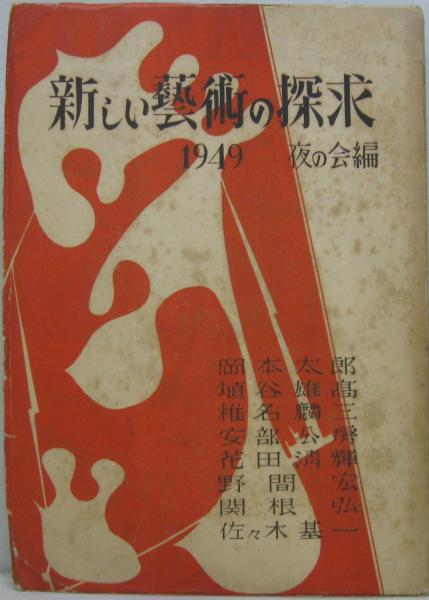 新しい藝術の探求
1949 夜の会編
岡本太郎
埴谷雄高
椎名麟三
安部公房
花田清輝
野間宏
関根弘
佐々木基一